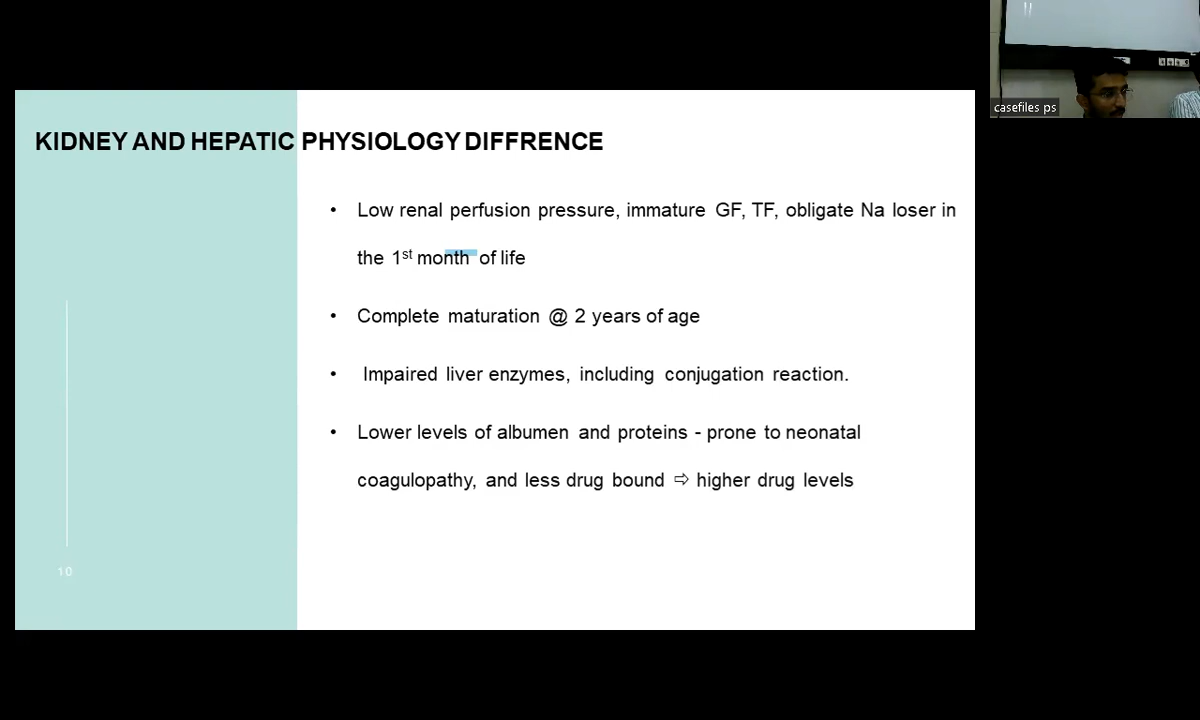 casefiles ps
KIDNEY AND HEPATIC PHYSIOLOGY DIFFRENCE
• Low renal perfusion pressure, immature GF, TF, obligate Na loser in
the 1st month of life
• Complete maturation @ 2 years of age
• Impaired liver enzymes, including conjugation reaction.
• Lower levels of albumen and proteins - prone to neonatal
coagulopathy, and less drug bound ⇨ higher drug levels
10